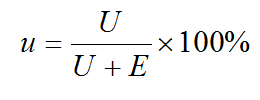 u = U / (U + E) × 100%